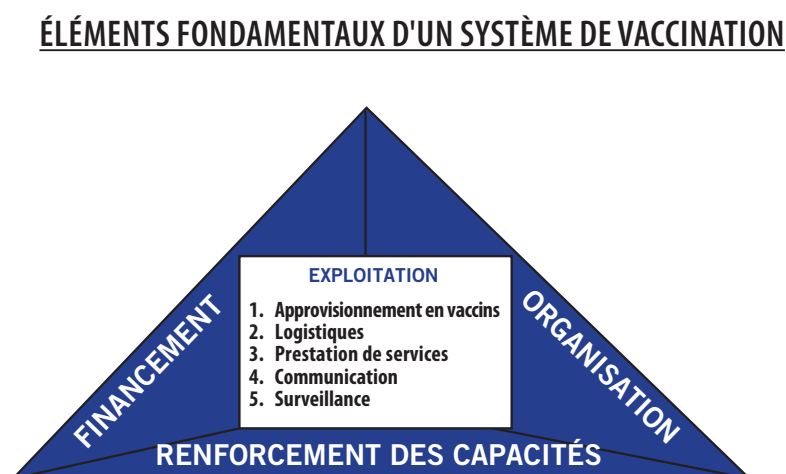 ÉLÉMENTS FONDAMENTAUX D'UN SYSTÈME DE VACCINATION
EXPLOITATION
1. Approvisionnement en vaccins
2. Logistiques
3. Prestation de services
4. Communication
5. Surveillance
FINANCEMENT
ORGANISATION
RENFORCEMENT DES CAPACITÉS